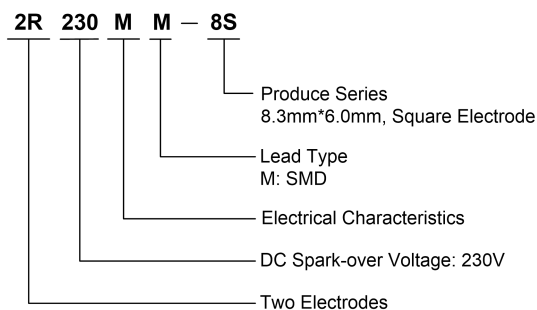 2R 230 M M – 8S
Produce Series
8.3mm*6.0mm, Square Electrode
Lead Type
M: SMD
Electrical Characteristics
DC Spark-over Voltage: 230V
Two Electrodes